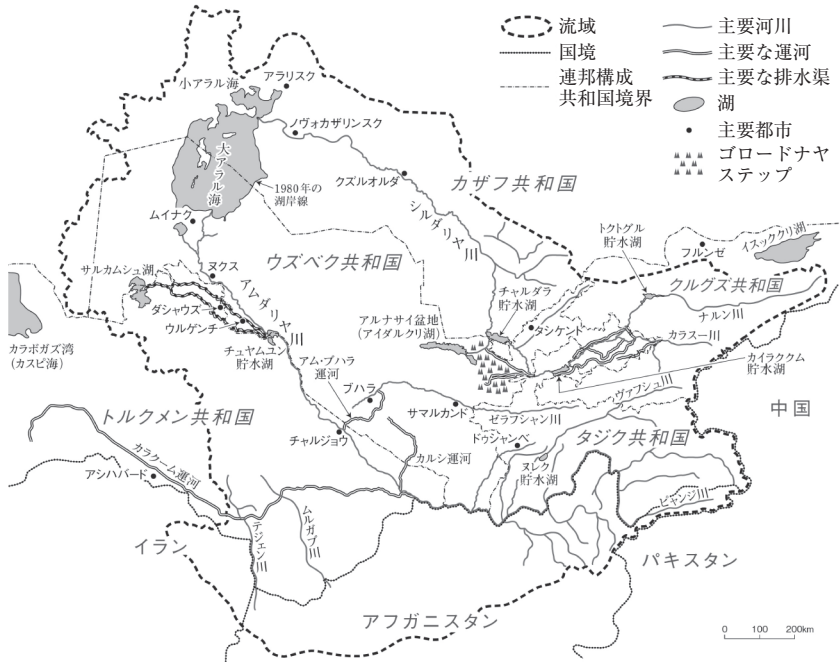 流域
国境
連邦構成
共和国境界
主要河川
主要な運河
主要な排水渠
湖
主要都市
ゴロードナヤ
ステップ
小アラル海
アラリスク
ノヴォカザリンスク
大アラル海
1980年の
湖岸線
クズルオルダ
カザフ共和国
シルダリヤ川
ムイナク
ウズベク共和国
トクトグル
貯水湖
フルンゼ
イスッククリ湖
サルカムシュ湖
ヌクス
アムダリヤ川
チャルダラ
貯水湖
クルグズ共和国
ナルン川
ダシャウズ
ウルゲンチ
アルナサイ盆地
(アイダルクリ湖)
タシケント
カラスー川
カラボガズ湾
(カスピ海)
チュヤムユン
貯水湖
アム・ブハラ
運河
カイラククム
貯水湖
ブハラ
サマルカンド
ゼラフシャン川
ヴァフシュ川
中国
トルクメン共和国
チャルジョウ
ドゥシャンベ
タジク共和国
カラクーム運河
カルシ運河
ヌレク
貯水湖
アシハバード
ピャンジ川
テジェン川
ムルガブ川
イラン
パキスタン
アフガニスタン
0 100 200km